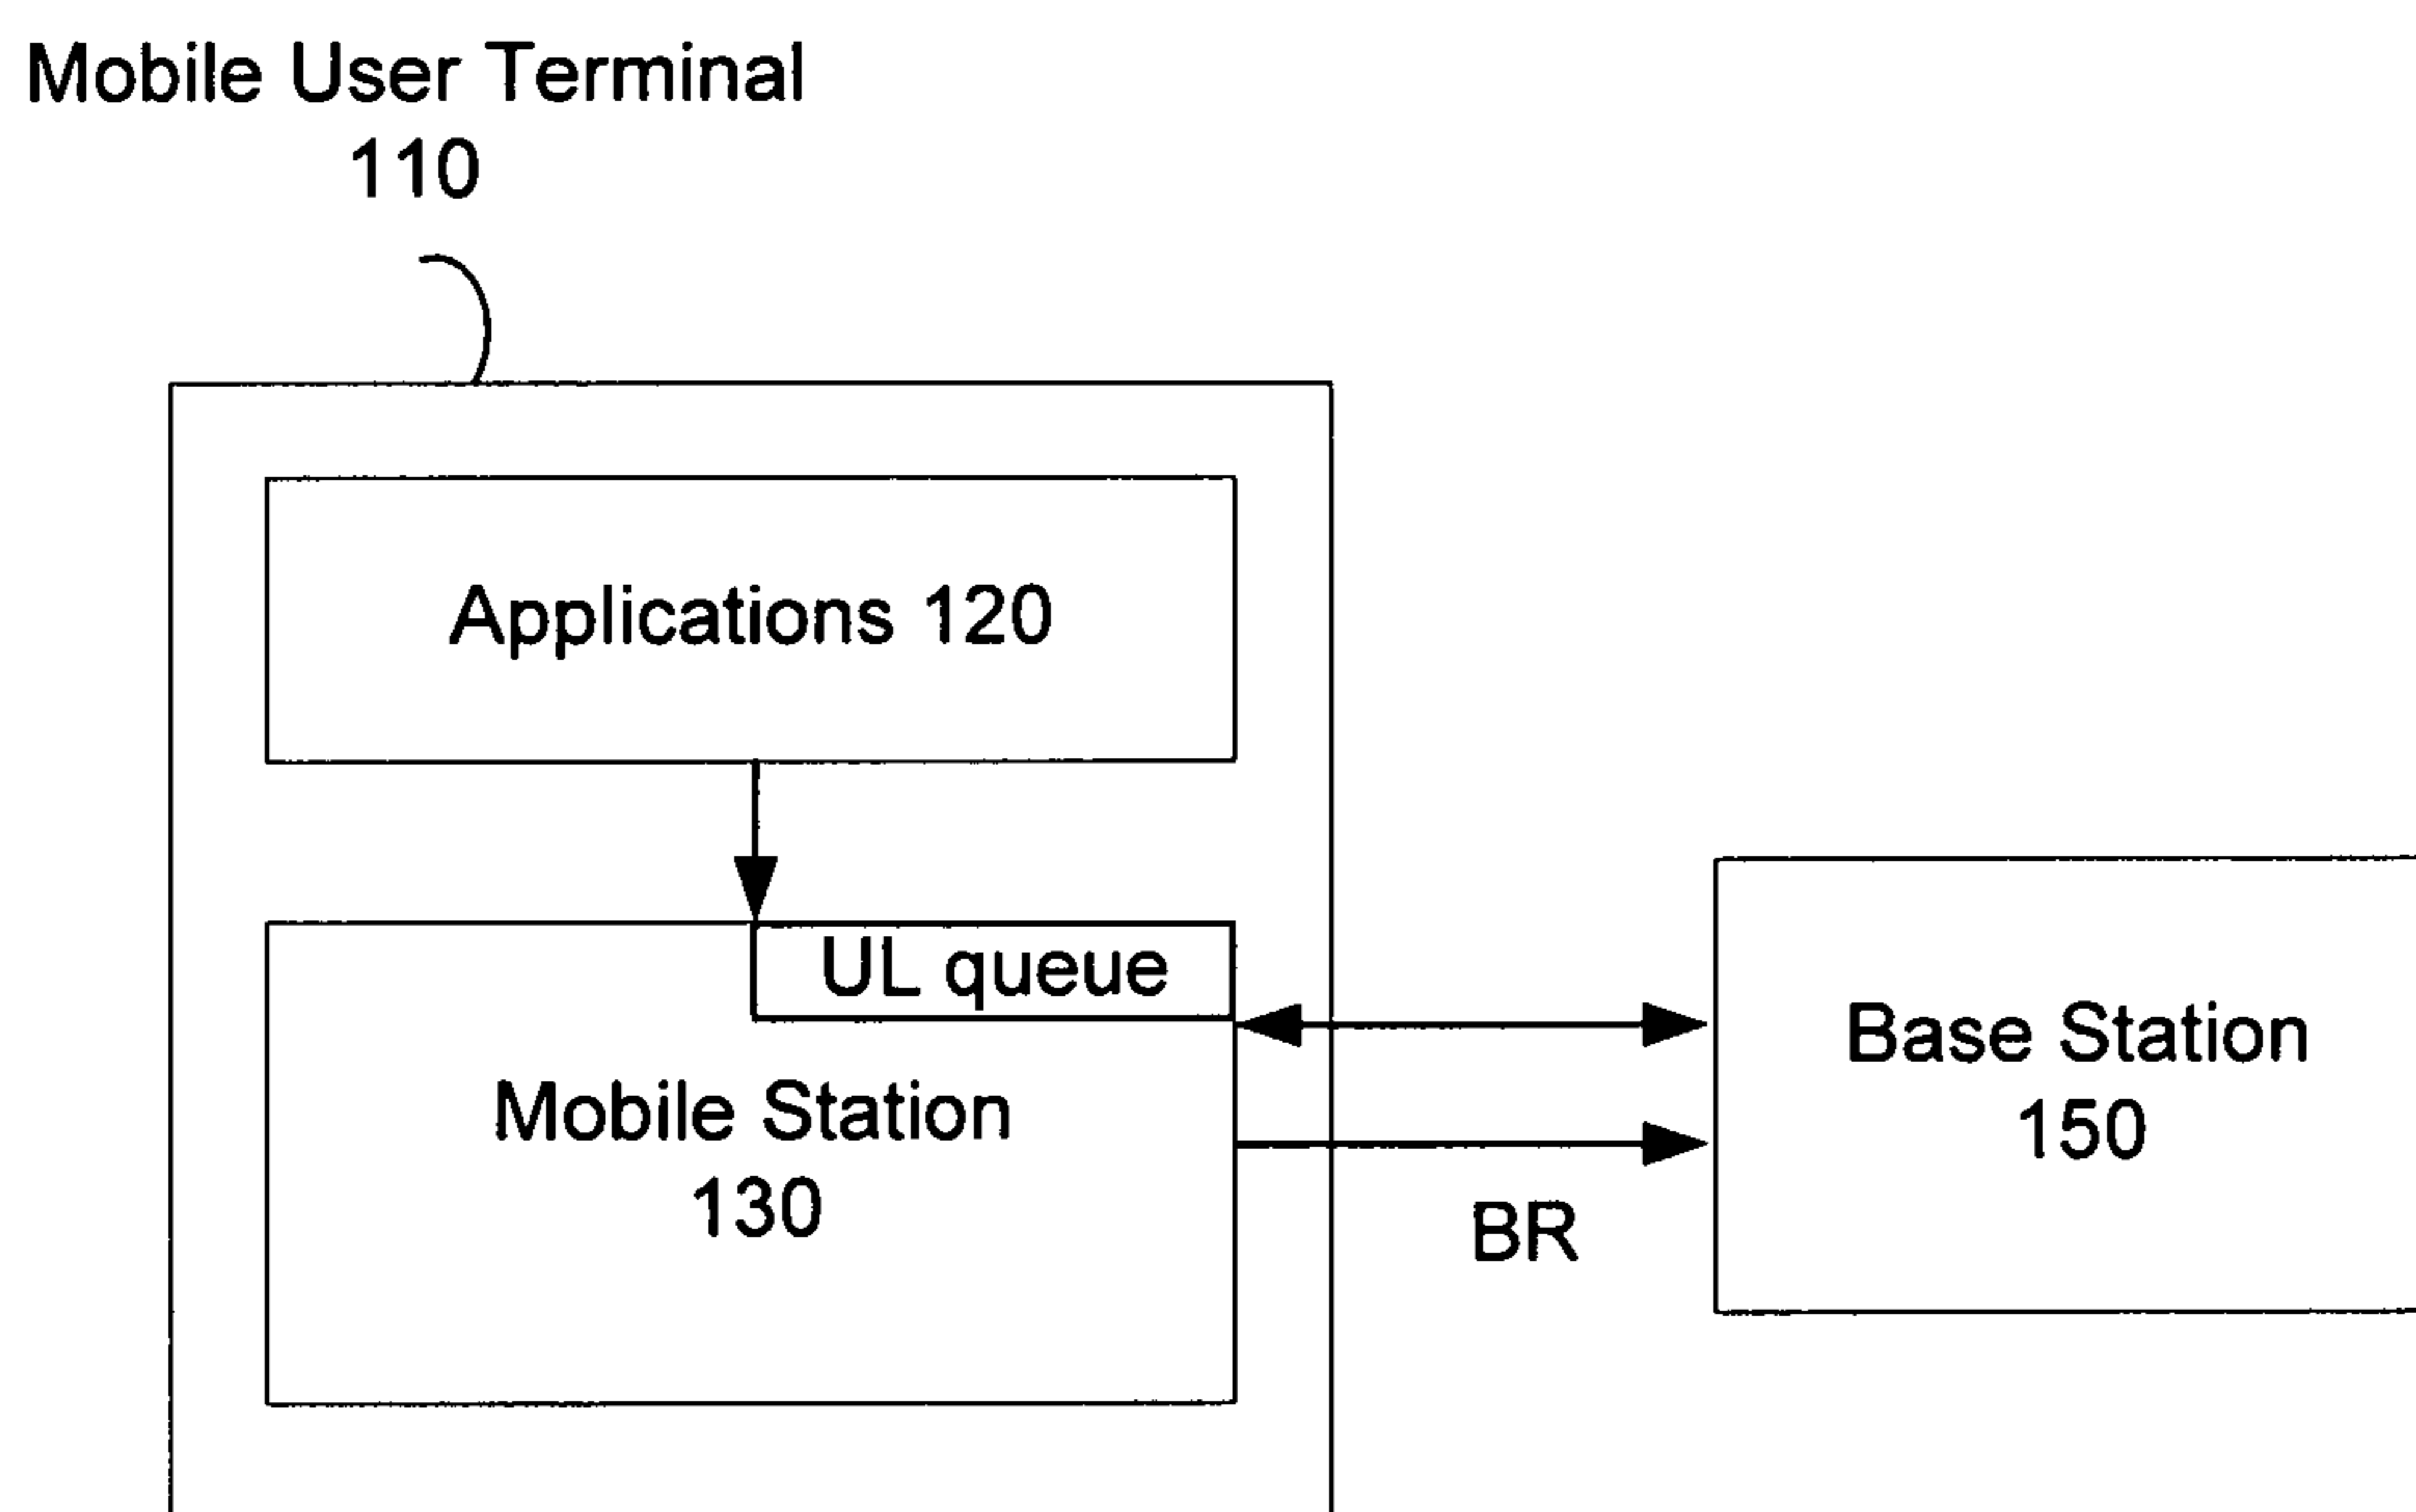 Mobile User Terminal
110
Applications 120
UL queue
Mobile Station
130
Base Station
150
BR